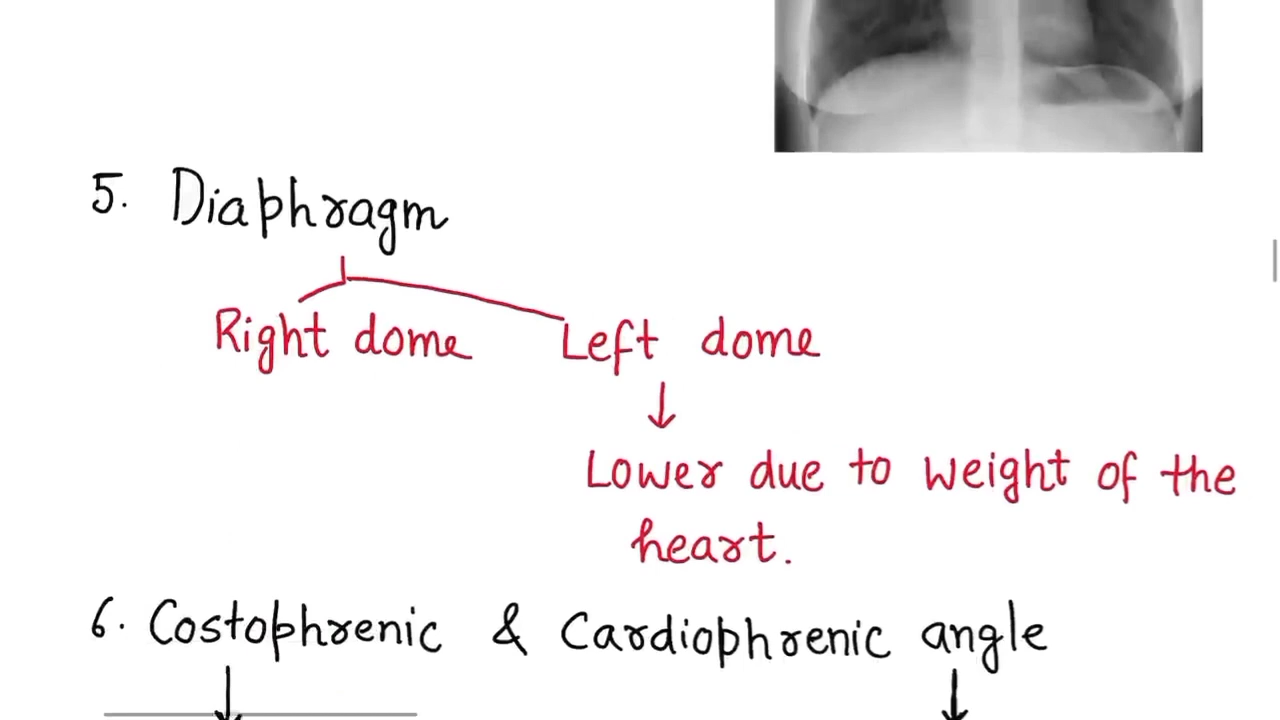 5. Diaphragm
Right dome Left dome
Lower due to weight of the
heart.
6. Costophrenic & Cardiophrenic angle